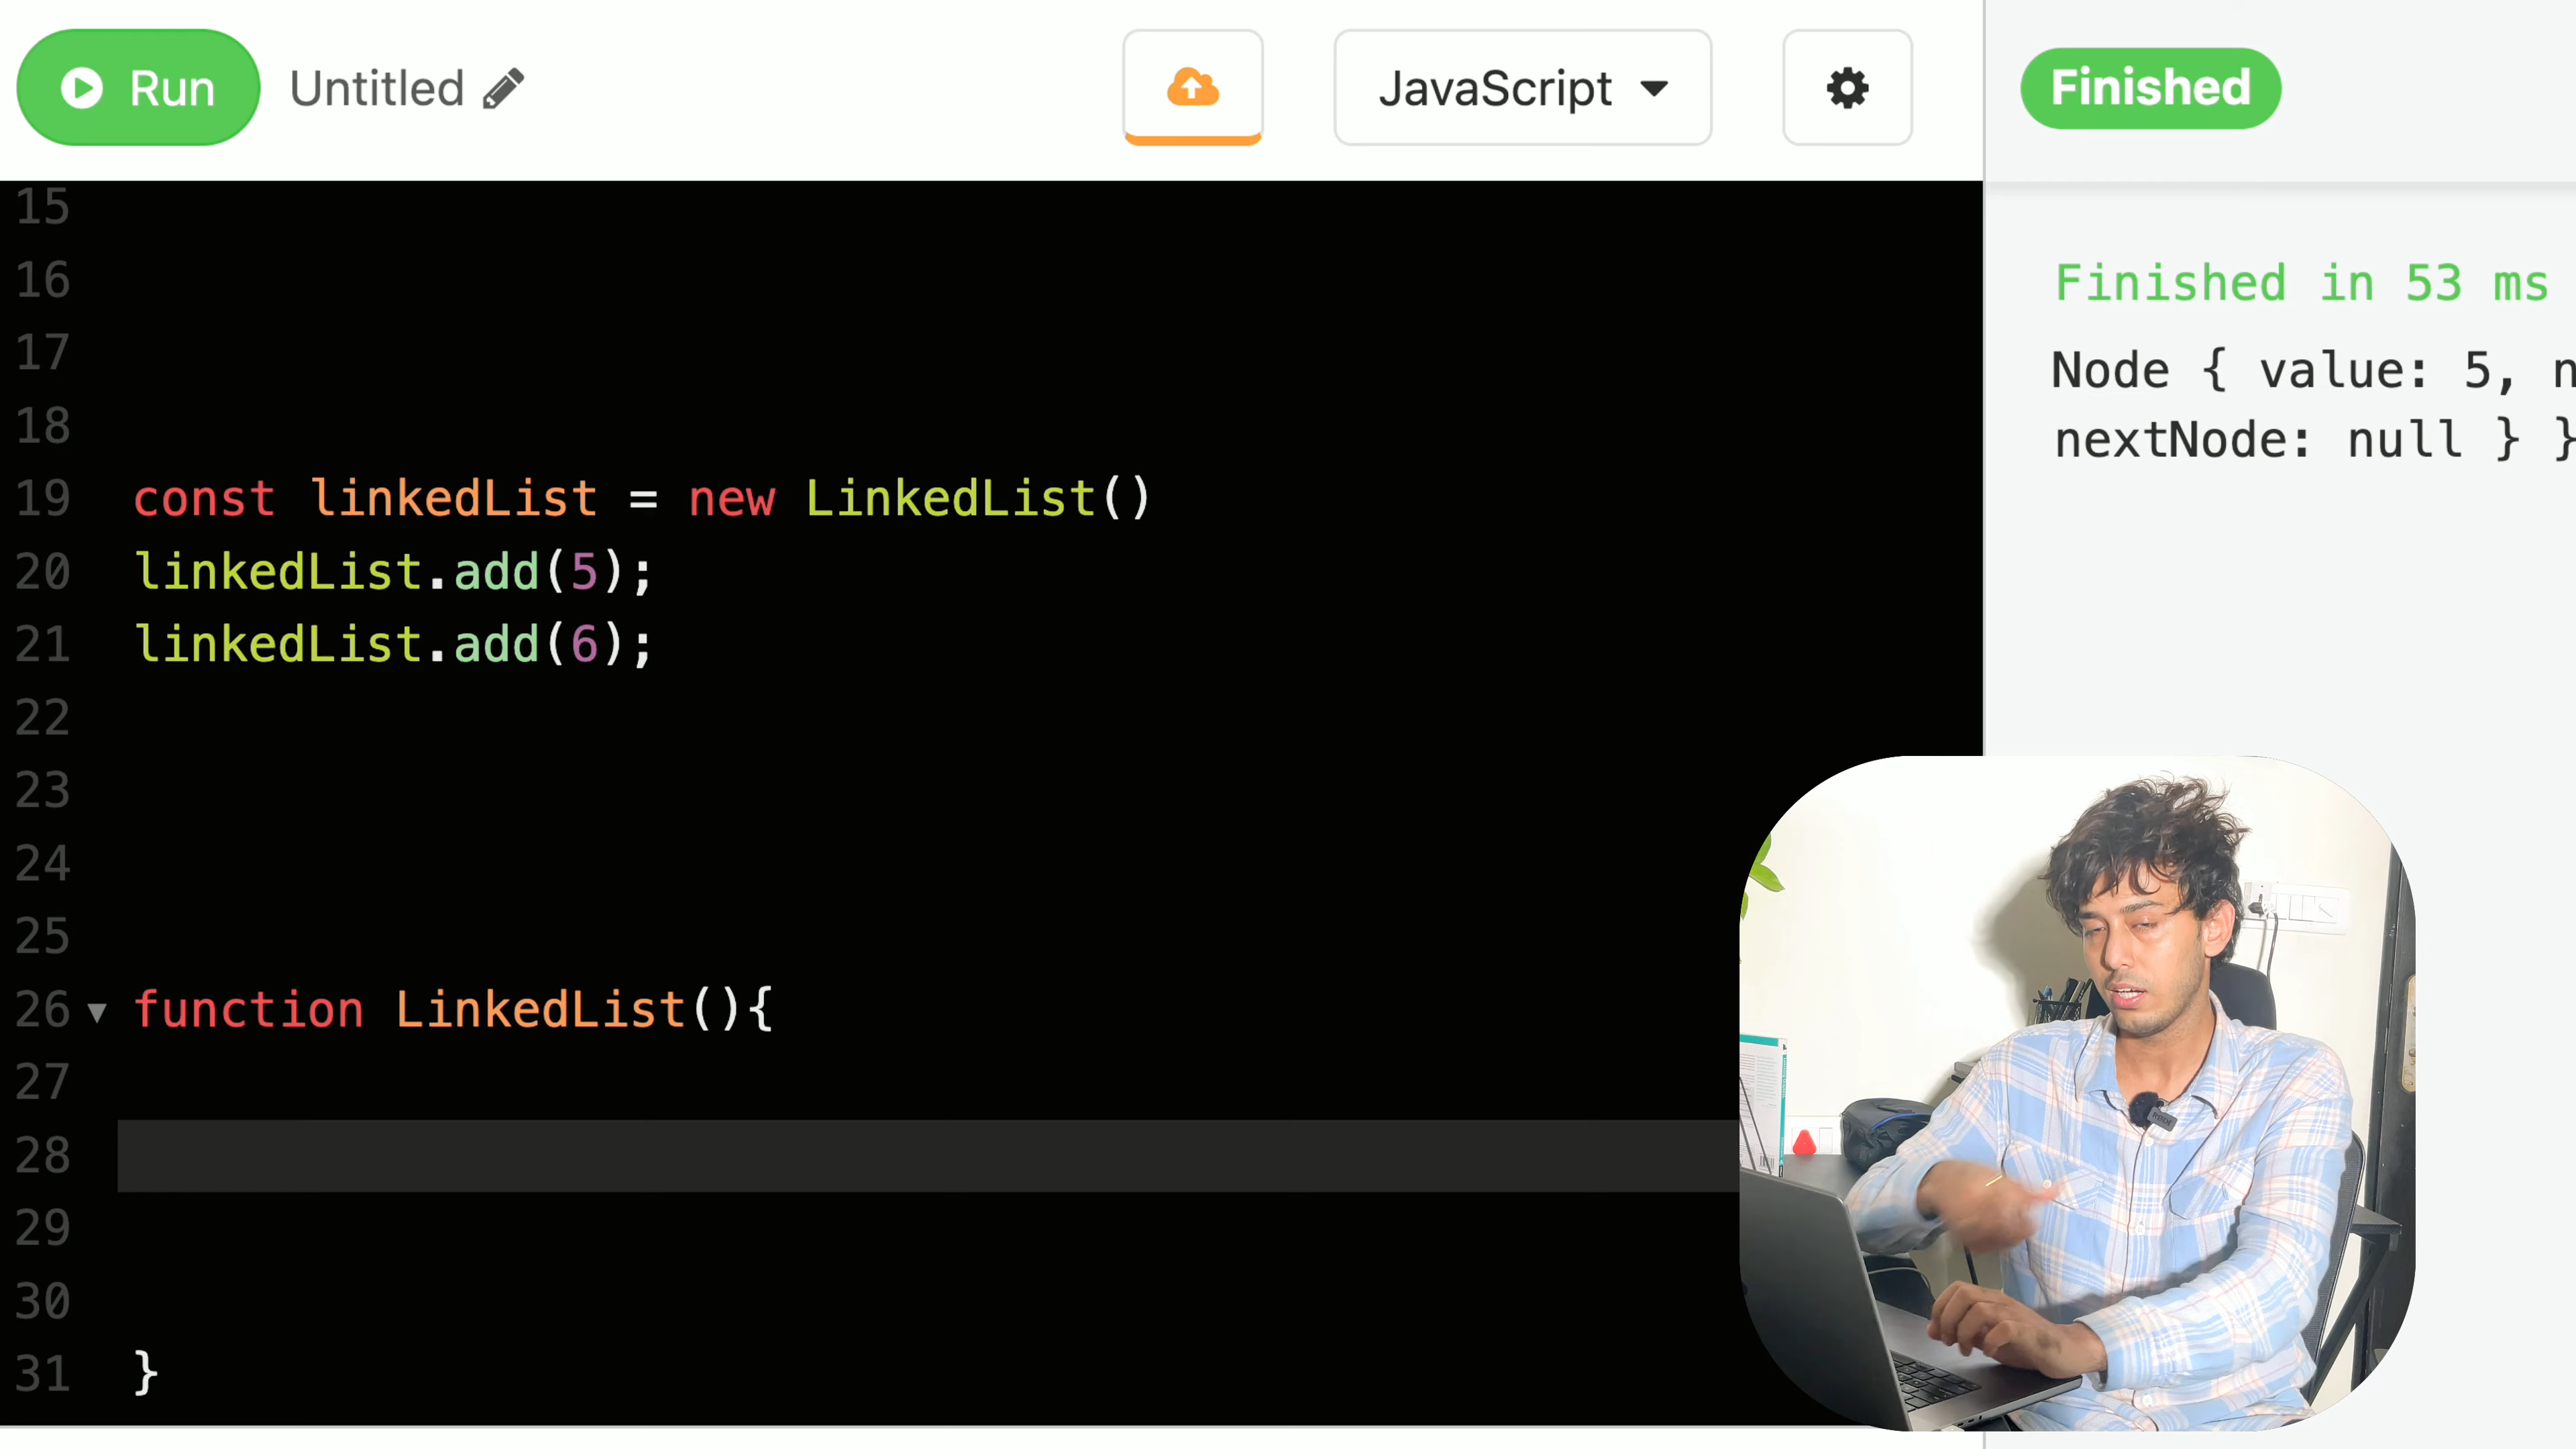 Run Untitled JavaScript Finished
15
16
17
18
19 const linkedList = new LinkedList()
20 linkedList.add(5);
21 linkedList.add(6);
22
23
24
25
26 function LinkedList(){
27
28
29
30
31 }
Finished in 53 ms
Node { value: 5, n
nextNode: null } }